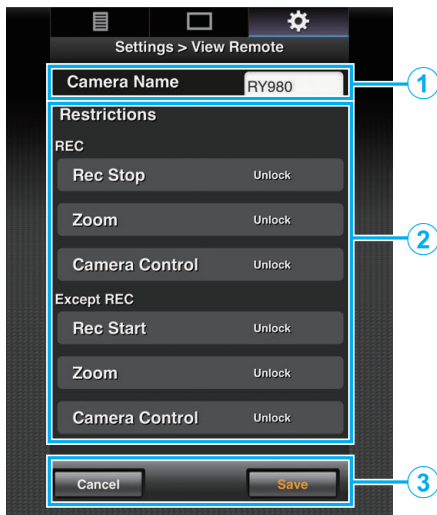 Settings > View Remote
Camera Name RY980 1
Restrictions
REC
Rec Stop Unlock
Zoom Unlock 2
Camera Control Unlock
Except REC
Rec Start Unlock
Zoom Unlock
Camera Control Unlock
Cancel Save 3